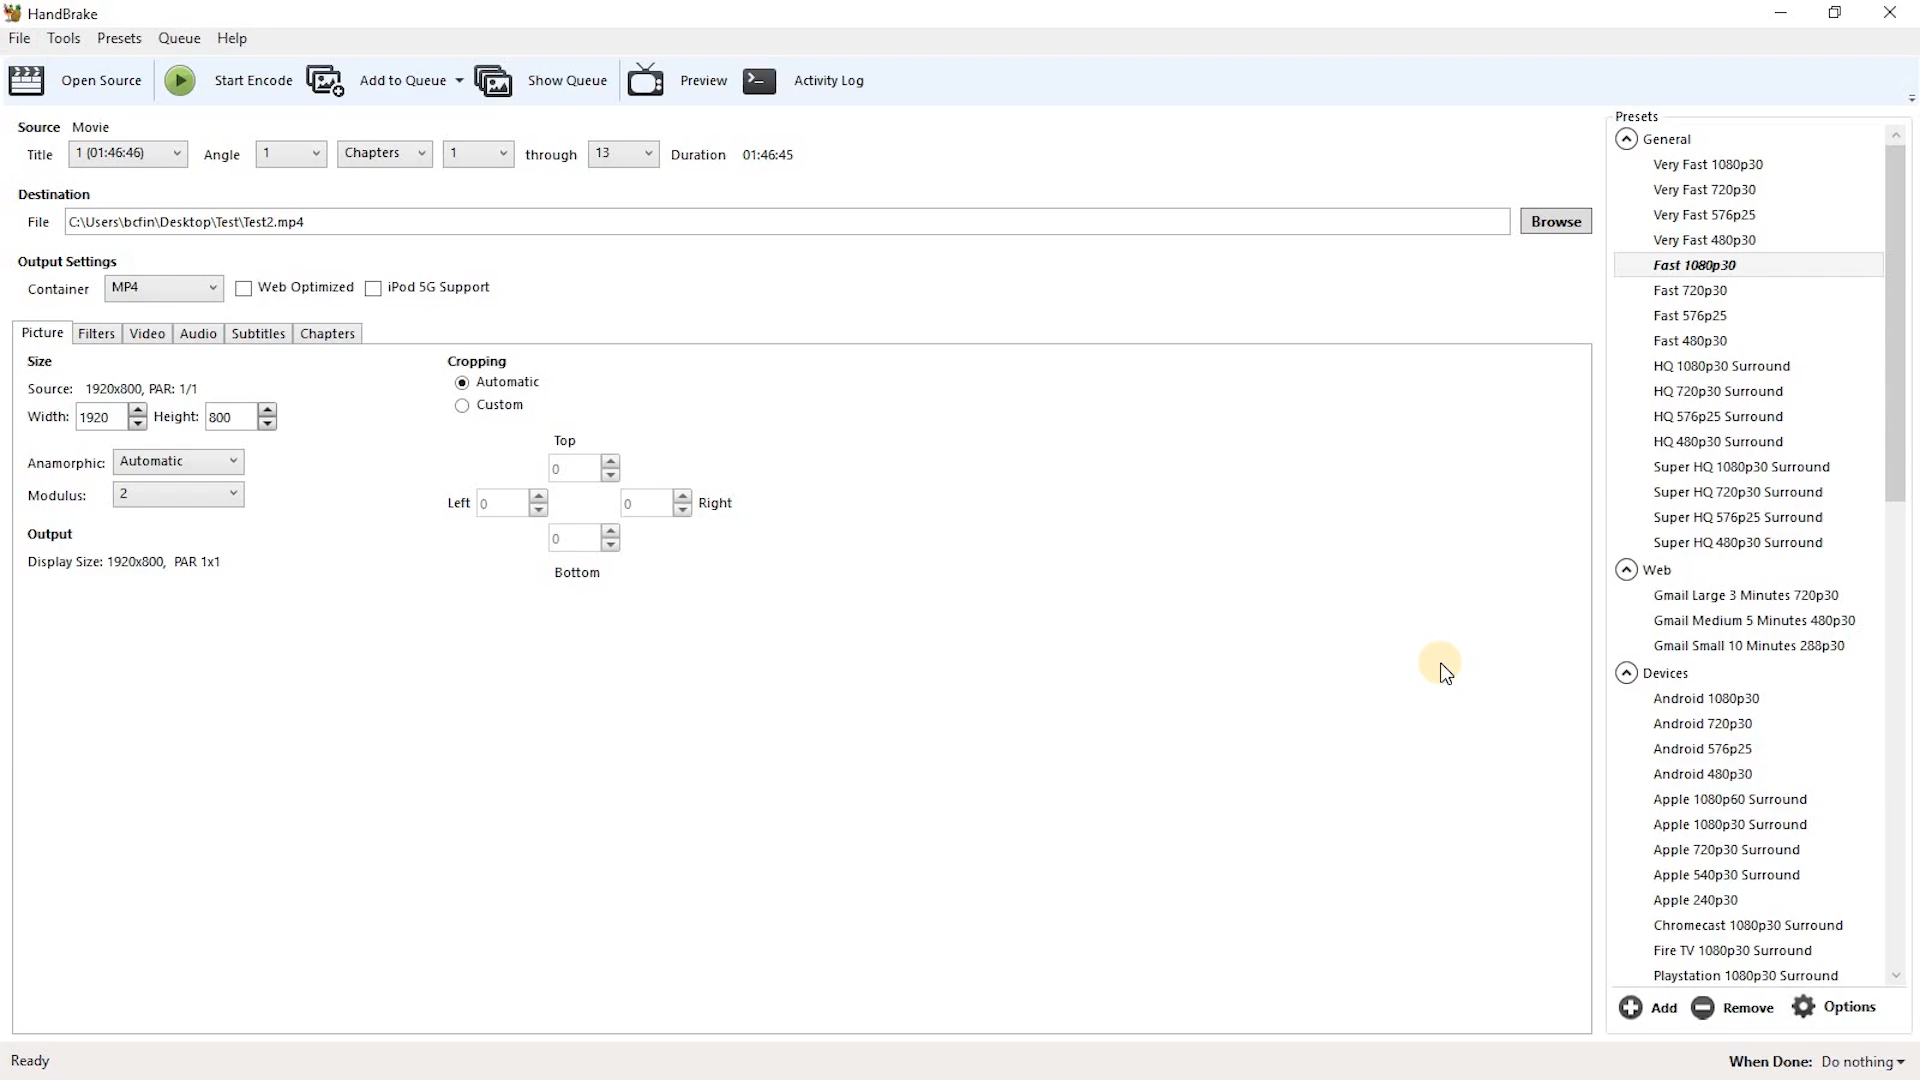 HandBrake
File Tools Presets Queue Help
Open Source Start Encode Add to Queue Show Queue Preview Activity Log
Source Movie
Title 1 (01:46:46) Angle 1 Chapters 1 through 13 Duration 01:46:45
Destination
File C:\Users\bcfin\Desktop\Test\Test2.mp4 Browse
Output Settings
Container MP4 Web Optimized iPod 5G Support
Picture Filters Video Audio Subtitles Chapters
Size
Source: 1920x800, PAR: 1/1
Width: 1920 Height: 800
Anamorphic: Automatic
Modulus: 2
Output
Display Size: 1920x800, PAR 1x1
Cropping
Automatic
Custom
Top
0
Left 0 0 Right
0
Bottom
Presets
General
Very Fast 1080p30
Very Fast 720p30
Very Fast 576p25
Very Fast 480p30
Fast 1080p30
Fast 720p30
Fast 576p25
Fast 480p30
HQ 1080p30 Surround
HQ 720p30 Surround
HQ 576p25 Surround
HQ 480p30 Surround
Super HQ 1080p30 Surround
Super HQ 720p30 Surround
Super HQ 576p25 Surround
Super HQ 480p30 Surround
Web
Gmail Large 3 Minutes 720p30
Gmail Medium 5 Minutes 480p30
Gmail Small 10 Minutes 288p30
Devices
Android 1080p30
Android 720p30
Android 576p25
Android 480p30
Apple 1080p60 Surround
Apple 1080p30 Surround
Apple 720p30 Surround
Apple 540p30 Surround
Apple 240p30
Chromecast 1080p30 Surround
Fire TV 1080p30 Surround
Playstation 1080p30 Surround
Add Remove Options
Ready
When Done: Do nothing